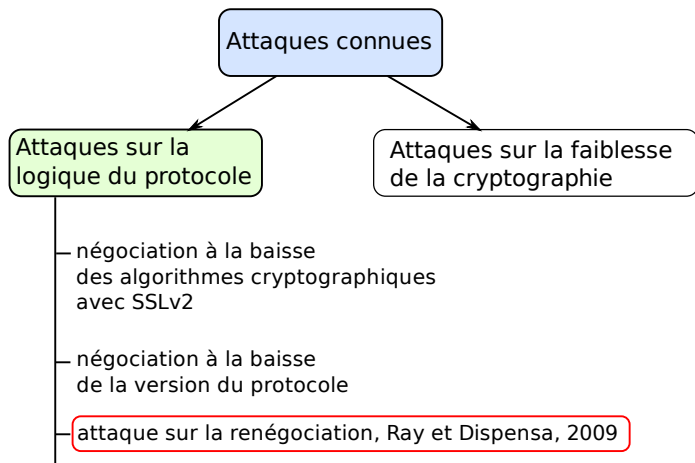 Attaques connues
Attaques sur la
logique du protocole
Attaques sur la faiblesse
de la cryptographie
négociation à la baisse
des algorithmes cryptographiques
avec SSLv2
négociation à la baisse
de la version du protocole
attaque sur la renégociation, Ray et Dispensa, 2009